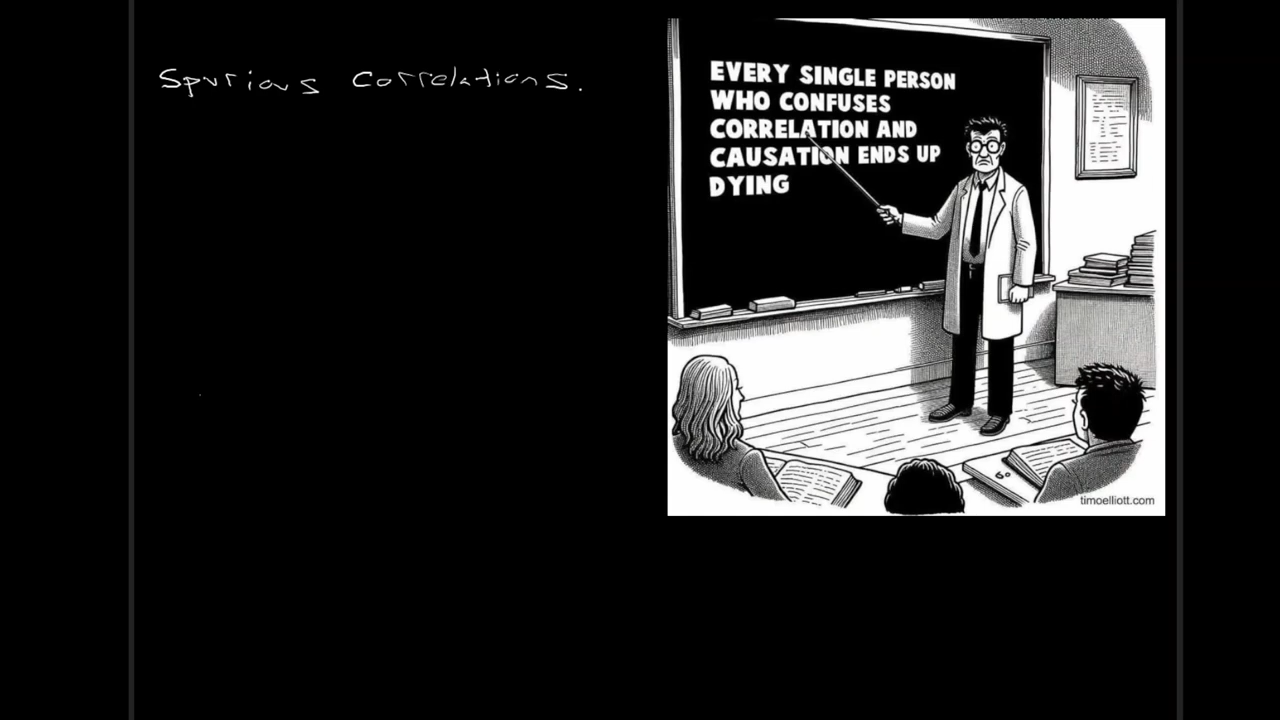 Spurious Correlations.
EVERY SINGLE PERSON
WHO CONFUSES
CORRELATION AND
CAUSATION ENDS UP
DYING
timoelliott.com